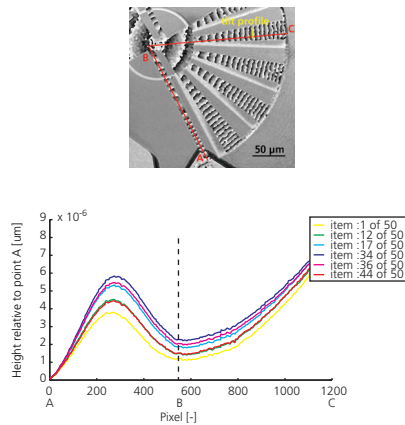 tilt profile
C
B
A
50 µm
9 x 10⁻⁶
8
7
6
5
4
3
2
1
0
Height relative to point A [um]
item :1 of 50
item :12 of 50
item :17 of 50
item :34 of 50
item :36 of 50
item :44 of 50
0 200 400 600 800 1000 1200
A B C
Pixel [-]